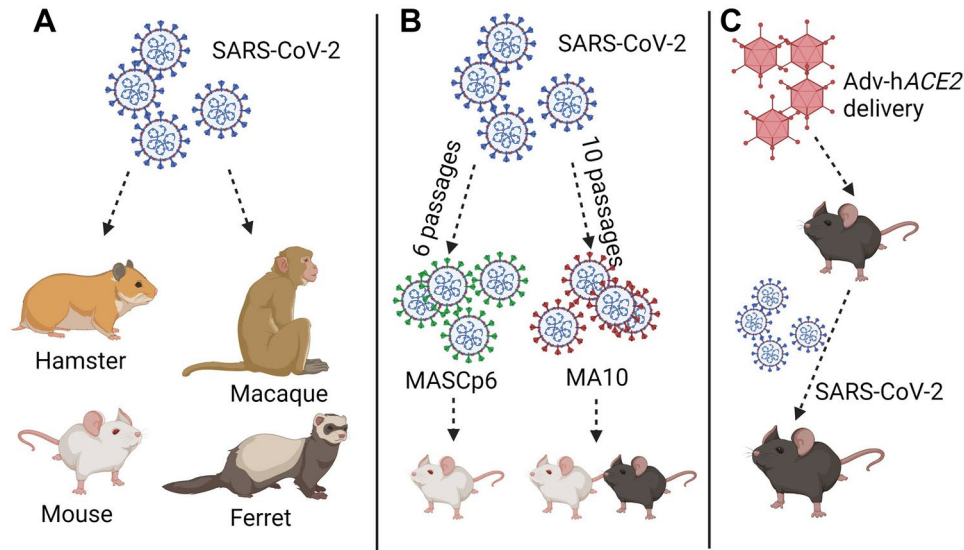 A
SARS-CoV-2
Hamster
Macaque
Mouse
Ferret
B
SARS-CoV-2
6 passages
10 passages
MASCp6
MA10
C
Adv-hACE2
delivery
SARS-CoV-2